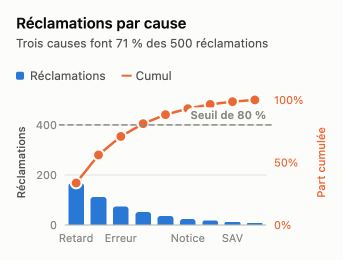 Réclamations par cause
Trois causes font 71 % des 500 réclamations
Réclamations
Cumul
100%
Seuil de 80 %
400
50%
200
0%
0
Réclamations
Part cumulée
Retard
Erreur
Notice
SAV